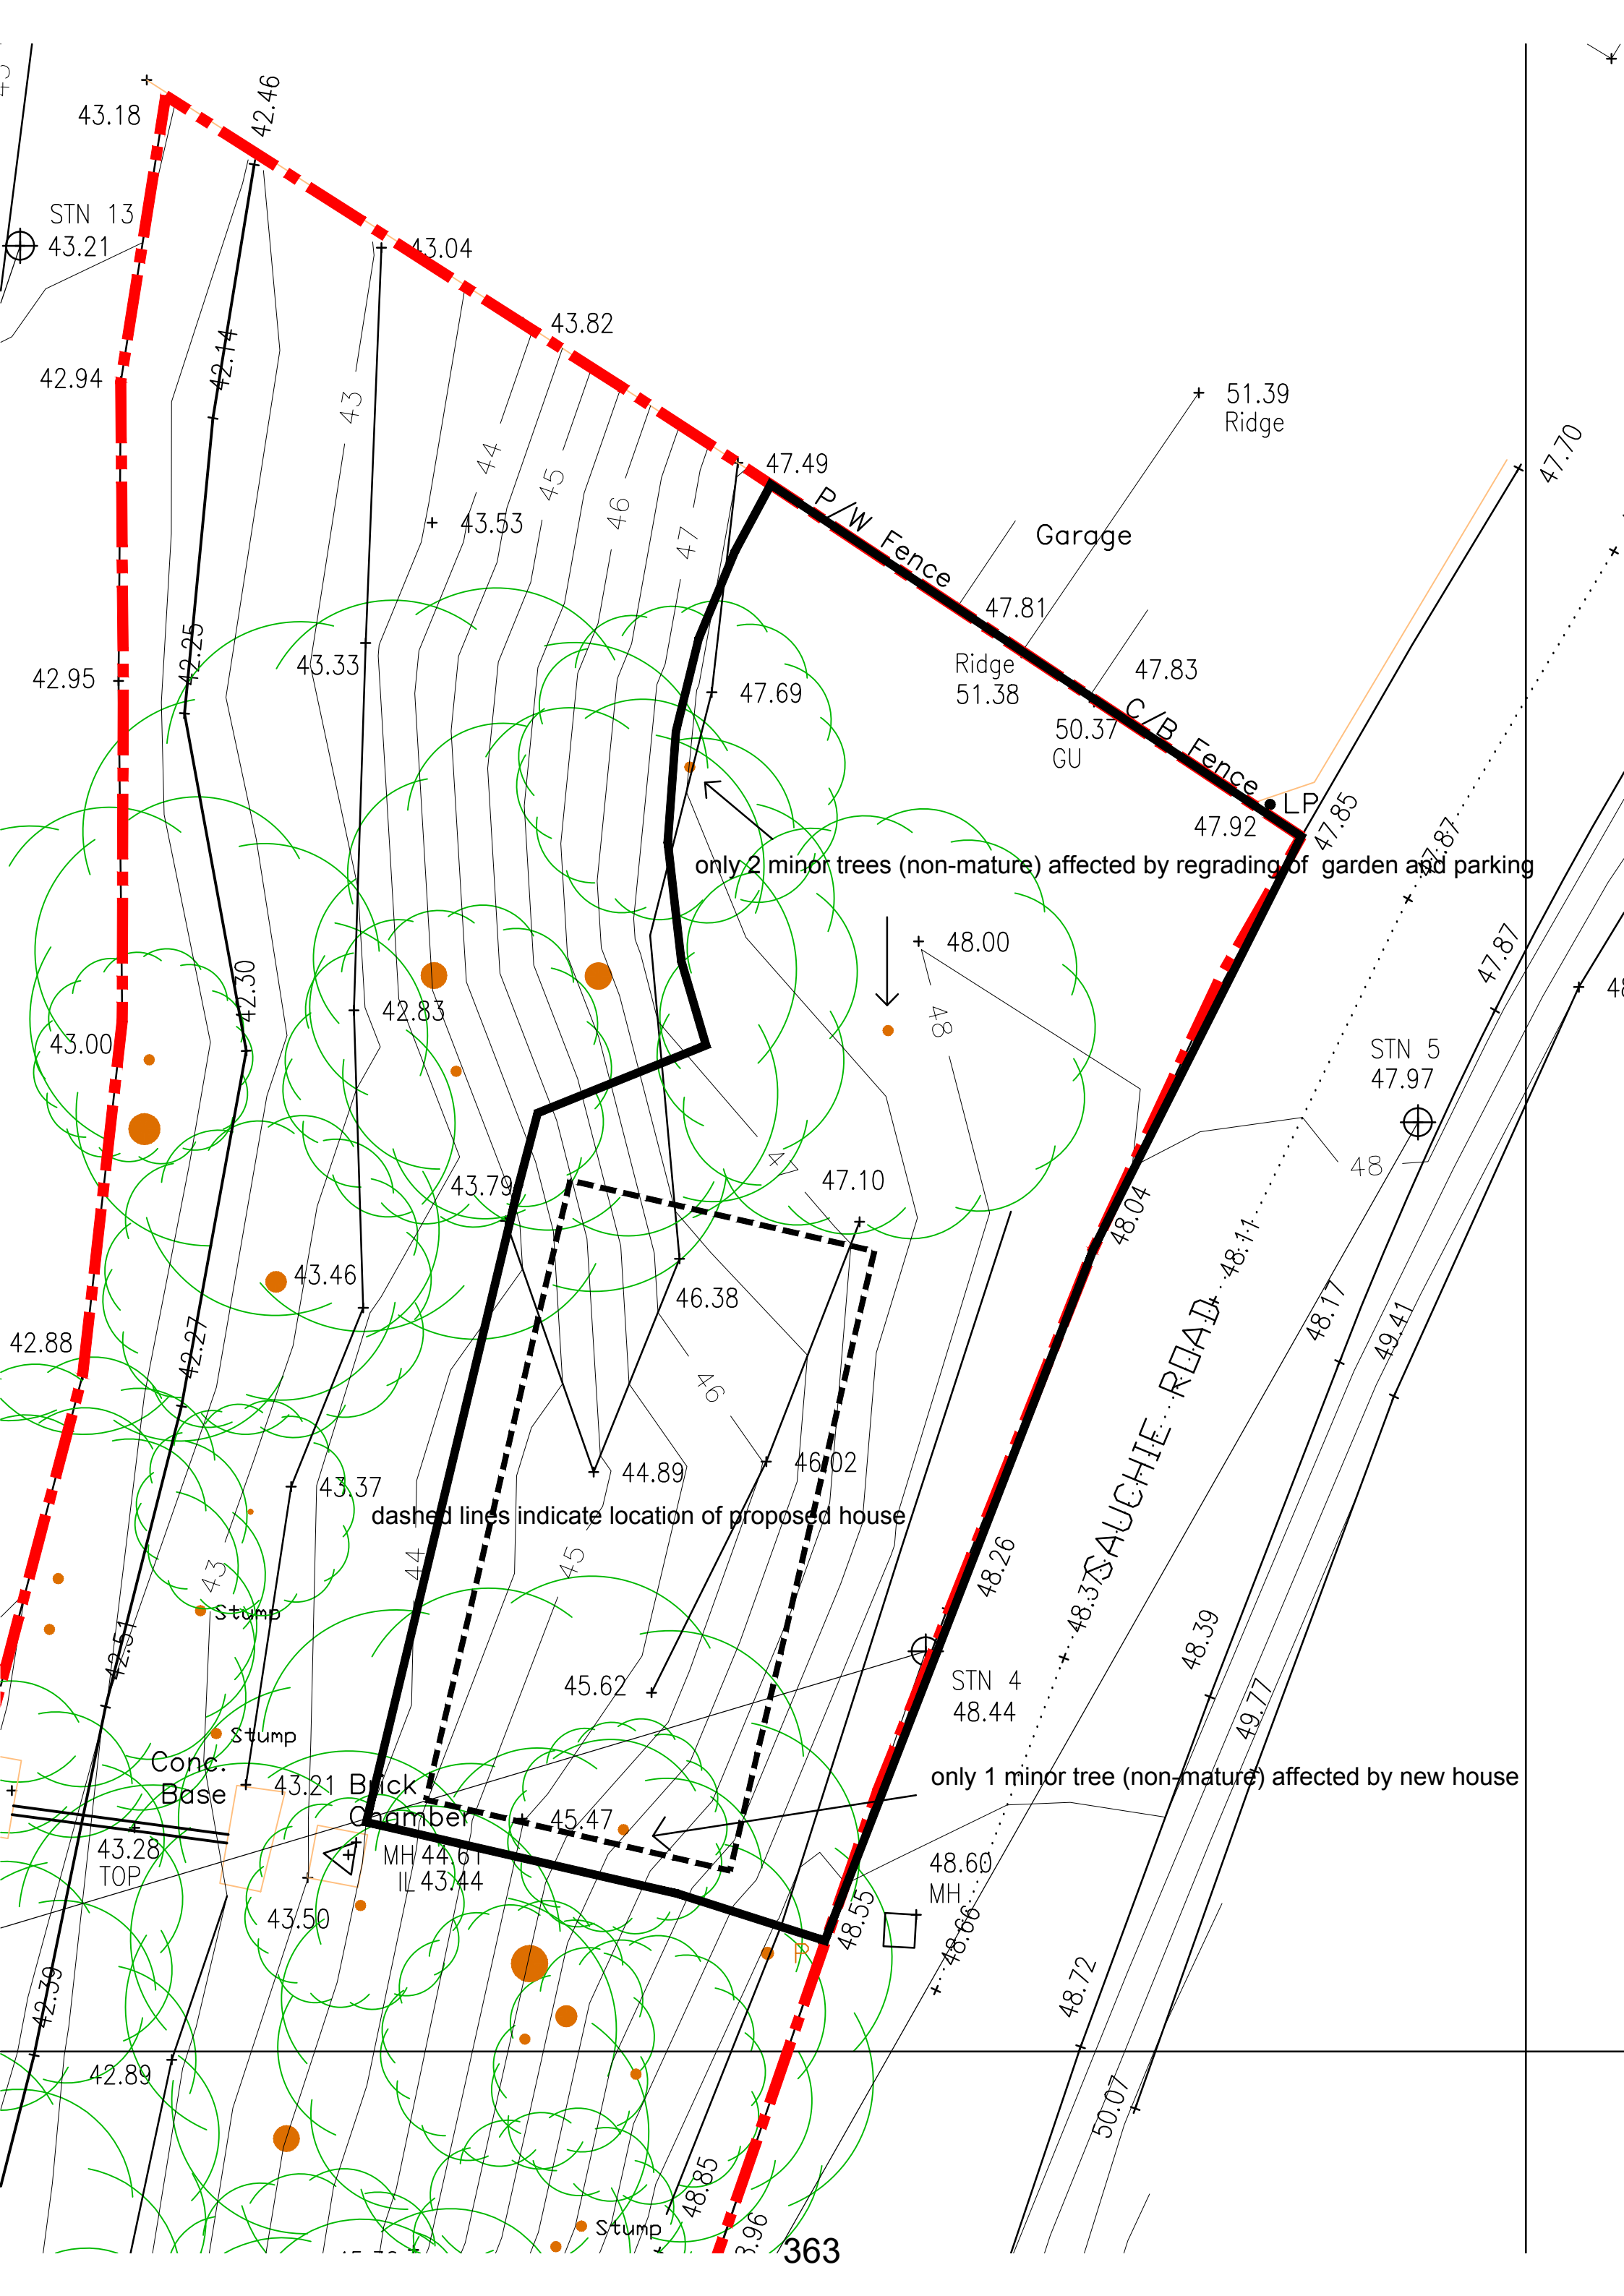 42.46
43.18
STN 13
43.21
43.04
43.82
42.14
42.94
51.39
Ridge
43
47.70
44
47.49
45
46
P/W Fence
43.53
Garage
47
47.81
42.25
43.33
Ridge
51.38
47.83
42.95
47.69
C/B Fence
50.37
GU
LP
47.92
47.85
47.87
only 2 minor trees (non-mature) affected by regrading of garden and parking
48.00
47.87
42.30
42.83
48
43.00
STN 5
47.97
47
48
43.79
47.10
48.04
48.11
43.46
46.38
48.17
42.88
42.27
49.41
46
SAUCHIE ROAD
44.89
46.02
43.37
dashed lines indicate location of proposed house
44
45
43
48.26
48.37
Stump
42.51
48.39
45.62
STN 4
48.44
49.77
Stump
Conc.
Base
43.21
Brick
Chamber
only 1 minor tree (non-mature) affected by new house
45.47
43.28
TOP
MH 44.61
IL 43.44
48.60
MH
43.50
48.55
P
48.66
42.39
48.72
42.89
50.07
48.85
Stump
363